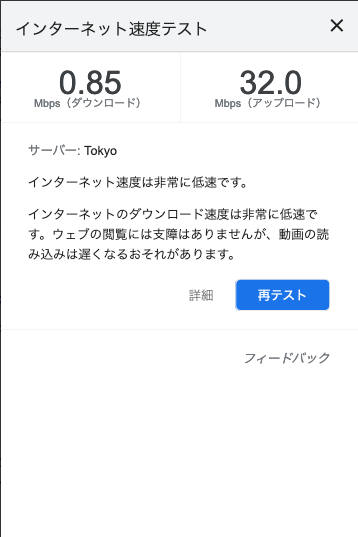 インターネット速度テスト
0.85
Mbps（ダウンロード）
32.0
Mbps（アップロード）
サーバー: Tokyo
インターネット速度は非常に低速です。
インターネットのダウンロード速度は非常に低速で
す。ウェブの閲覧には支障はありませんが、動画の読
み込みは遅くなるおそれがあります。
詳細
再テスト
フィードバック